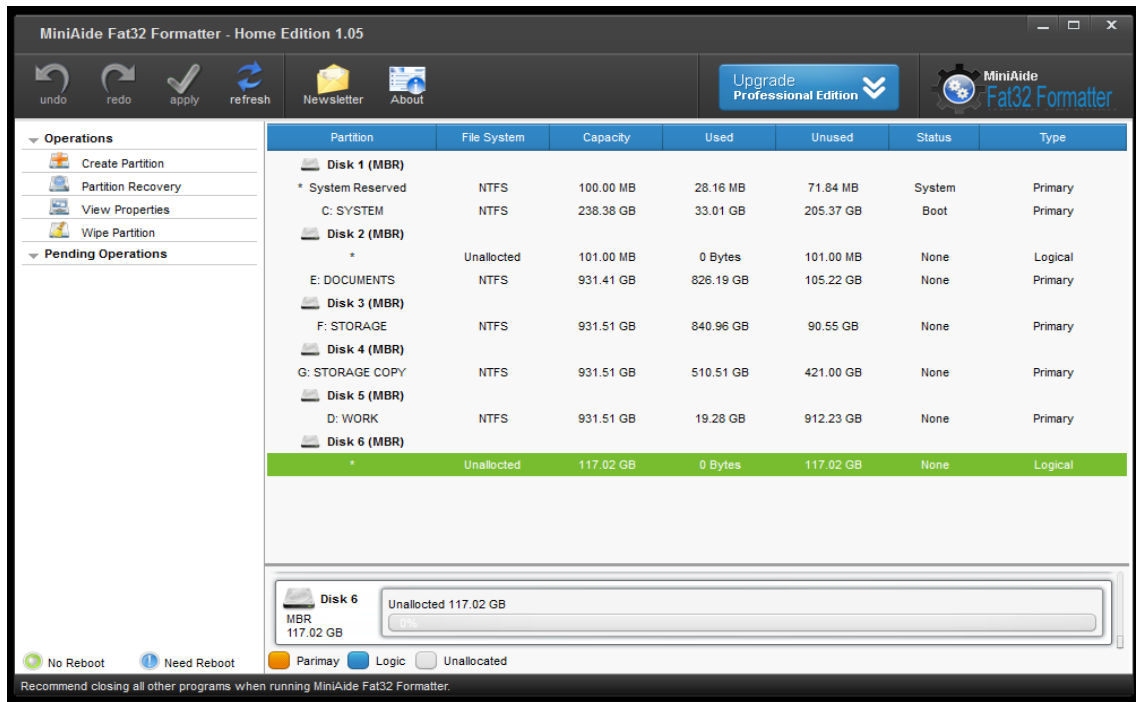 MiniAide Fat32 Formatter - Home Edition 1.05
undo redo apply refresh Newsletter About Upgrade Professional Edition MiniAide Fat32 Formatter
Operations
Create Partition
Partition Recovery
View Properties
Wipe Partition
Pending Operations
Partition File System Capacity Used Unused Status Type
Disk 1 (MBR)
* System Reserved NTFS 100.00 MB 28.16 MB 71.84 MB System Primary
C: SYSTEM NTFS 238.38 GB 33.01 GB 205.37 GB Boot Primary
Disk 2 (MBR)
* Unallocted 101.00 MB 0 Bytes 101.00 MB None Logical
E: DOCUMENTS NTFS 931.41 GB 826.19 GB 105.22 GB None Primary
Disk 3 (MBR)
F: STORAGE NTFS 931.51 GB 840.96 GB 90.55 GB None Primary
Disk 4 (MBR)
G: STORAGE COPY NTFS 931.51 GB 510.51 GB 421.00 GB None Primary
Disk 5 (MBR)
D: WORK NTFS 931.51 GB 19.28 GB 912.23 GB None Primary
Disk 6 (MBR)
* Unallocted 117.02 GB 0 Bytes 117.02 GB None Logical
Disk 6
MBR
117.02 GB
Unallocted 117.02 GB
0%
No Reboot Need Reboot
Parimay Logic Unallocated
Recommend closing all other programs when running MiniAide Fat32 Formatter.